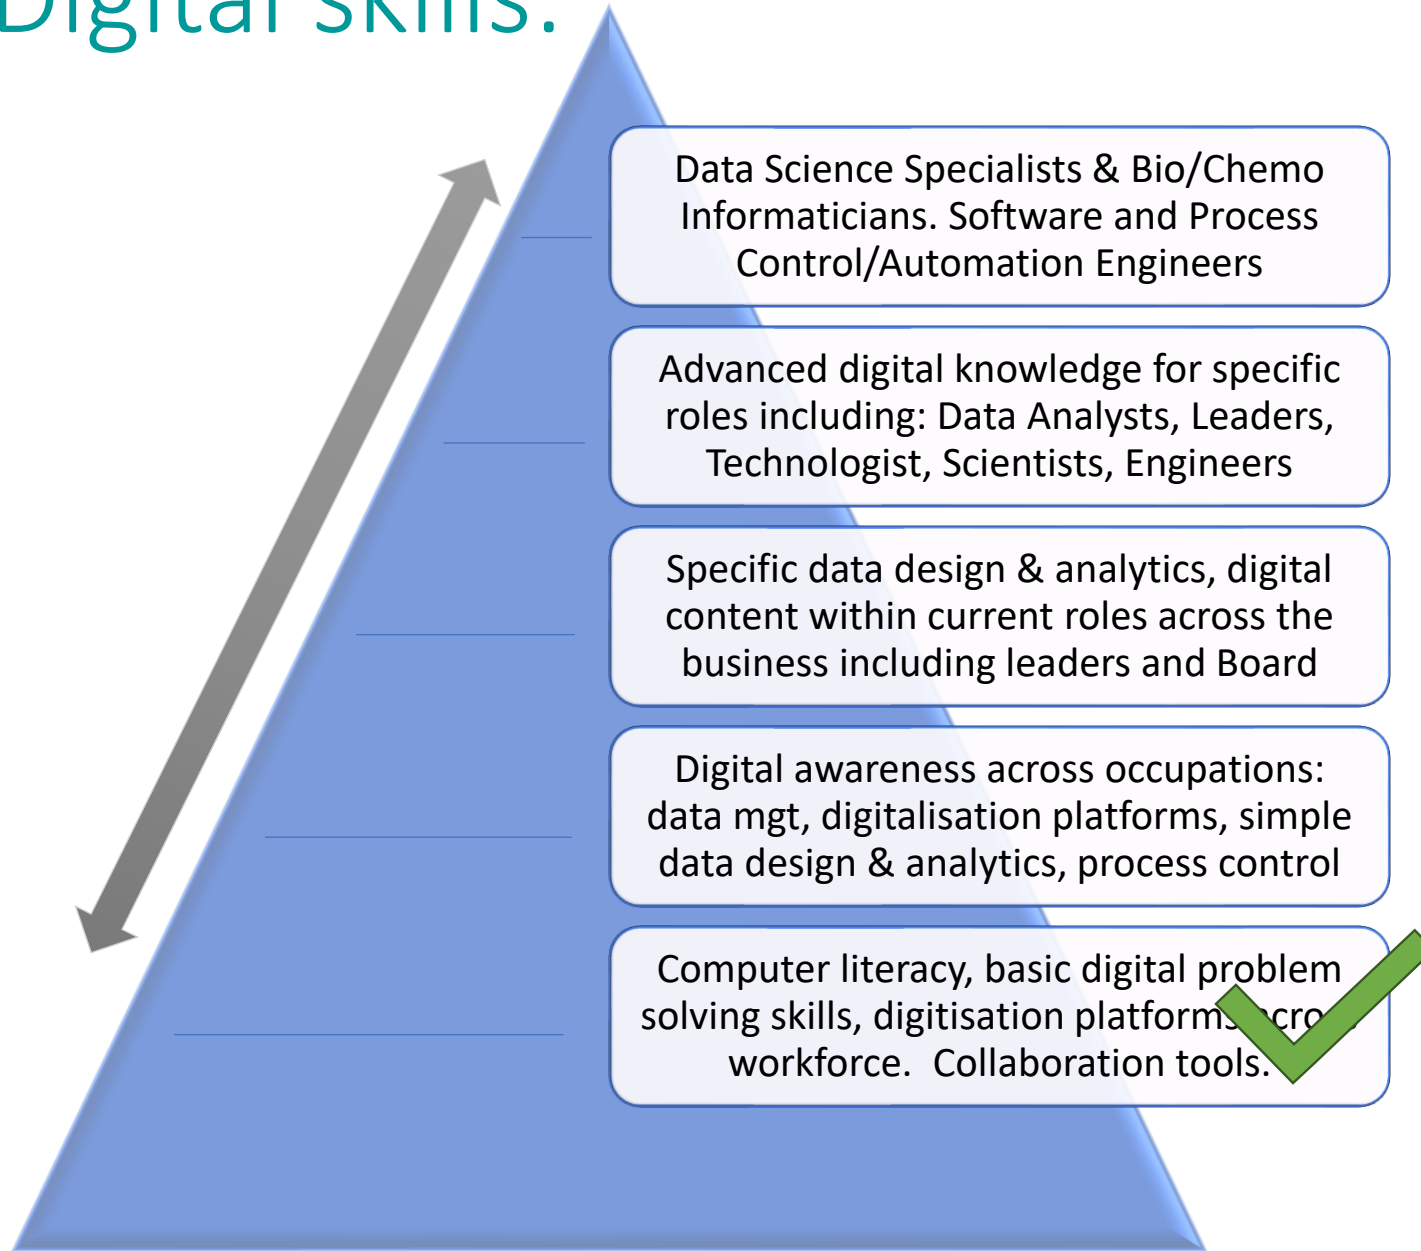 Digital skills:
Data Science Specialists & Bio/Chemo
Informaticians. Software and Process
Control/Automation Engineers
Advanced digital knowledge for specific
roles including: Data Analysts, Leaders,
Technologist, Scientists, Engineers
Specific data design & analytics, digital
content within current roles across the
business including leaders and Board
Digital awareness across occupations:
data mgt, digitalisation platforms, simple
data design & analytics, process control
Computer literacy, basic digital problem
solving skills, digitisation platforms across
workforce.  Collaboration tools.